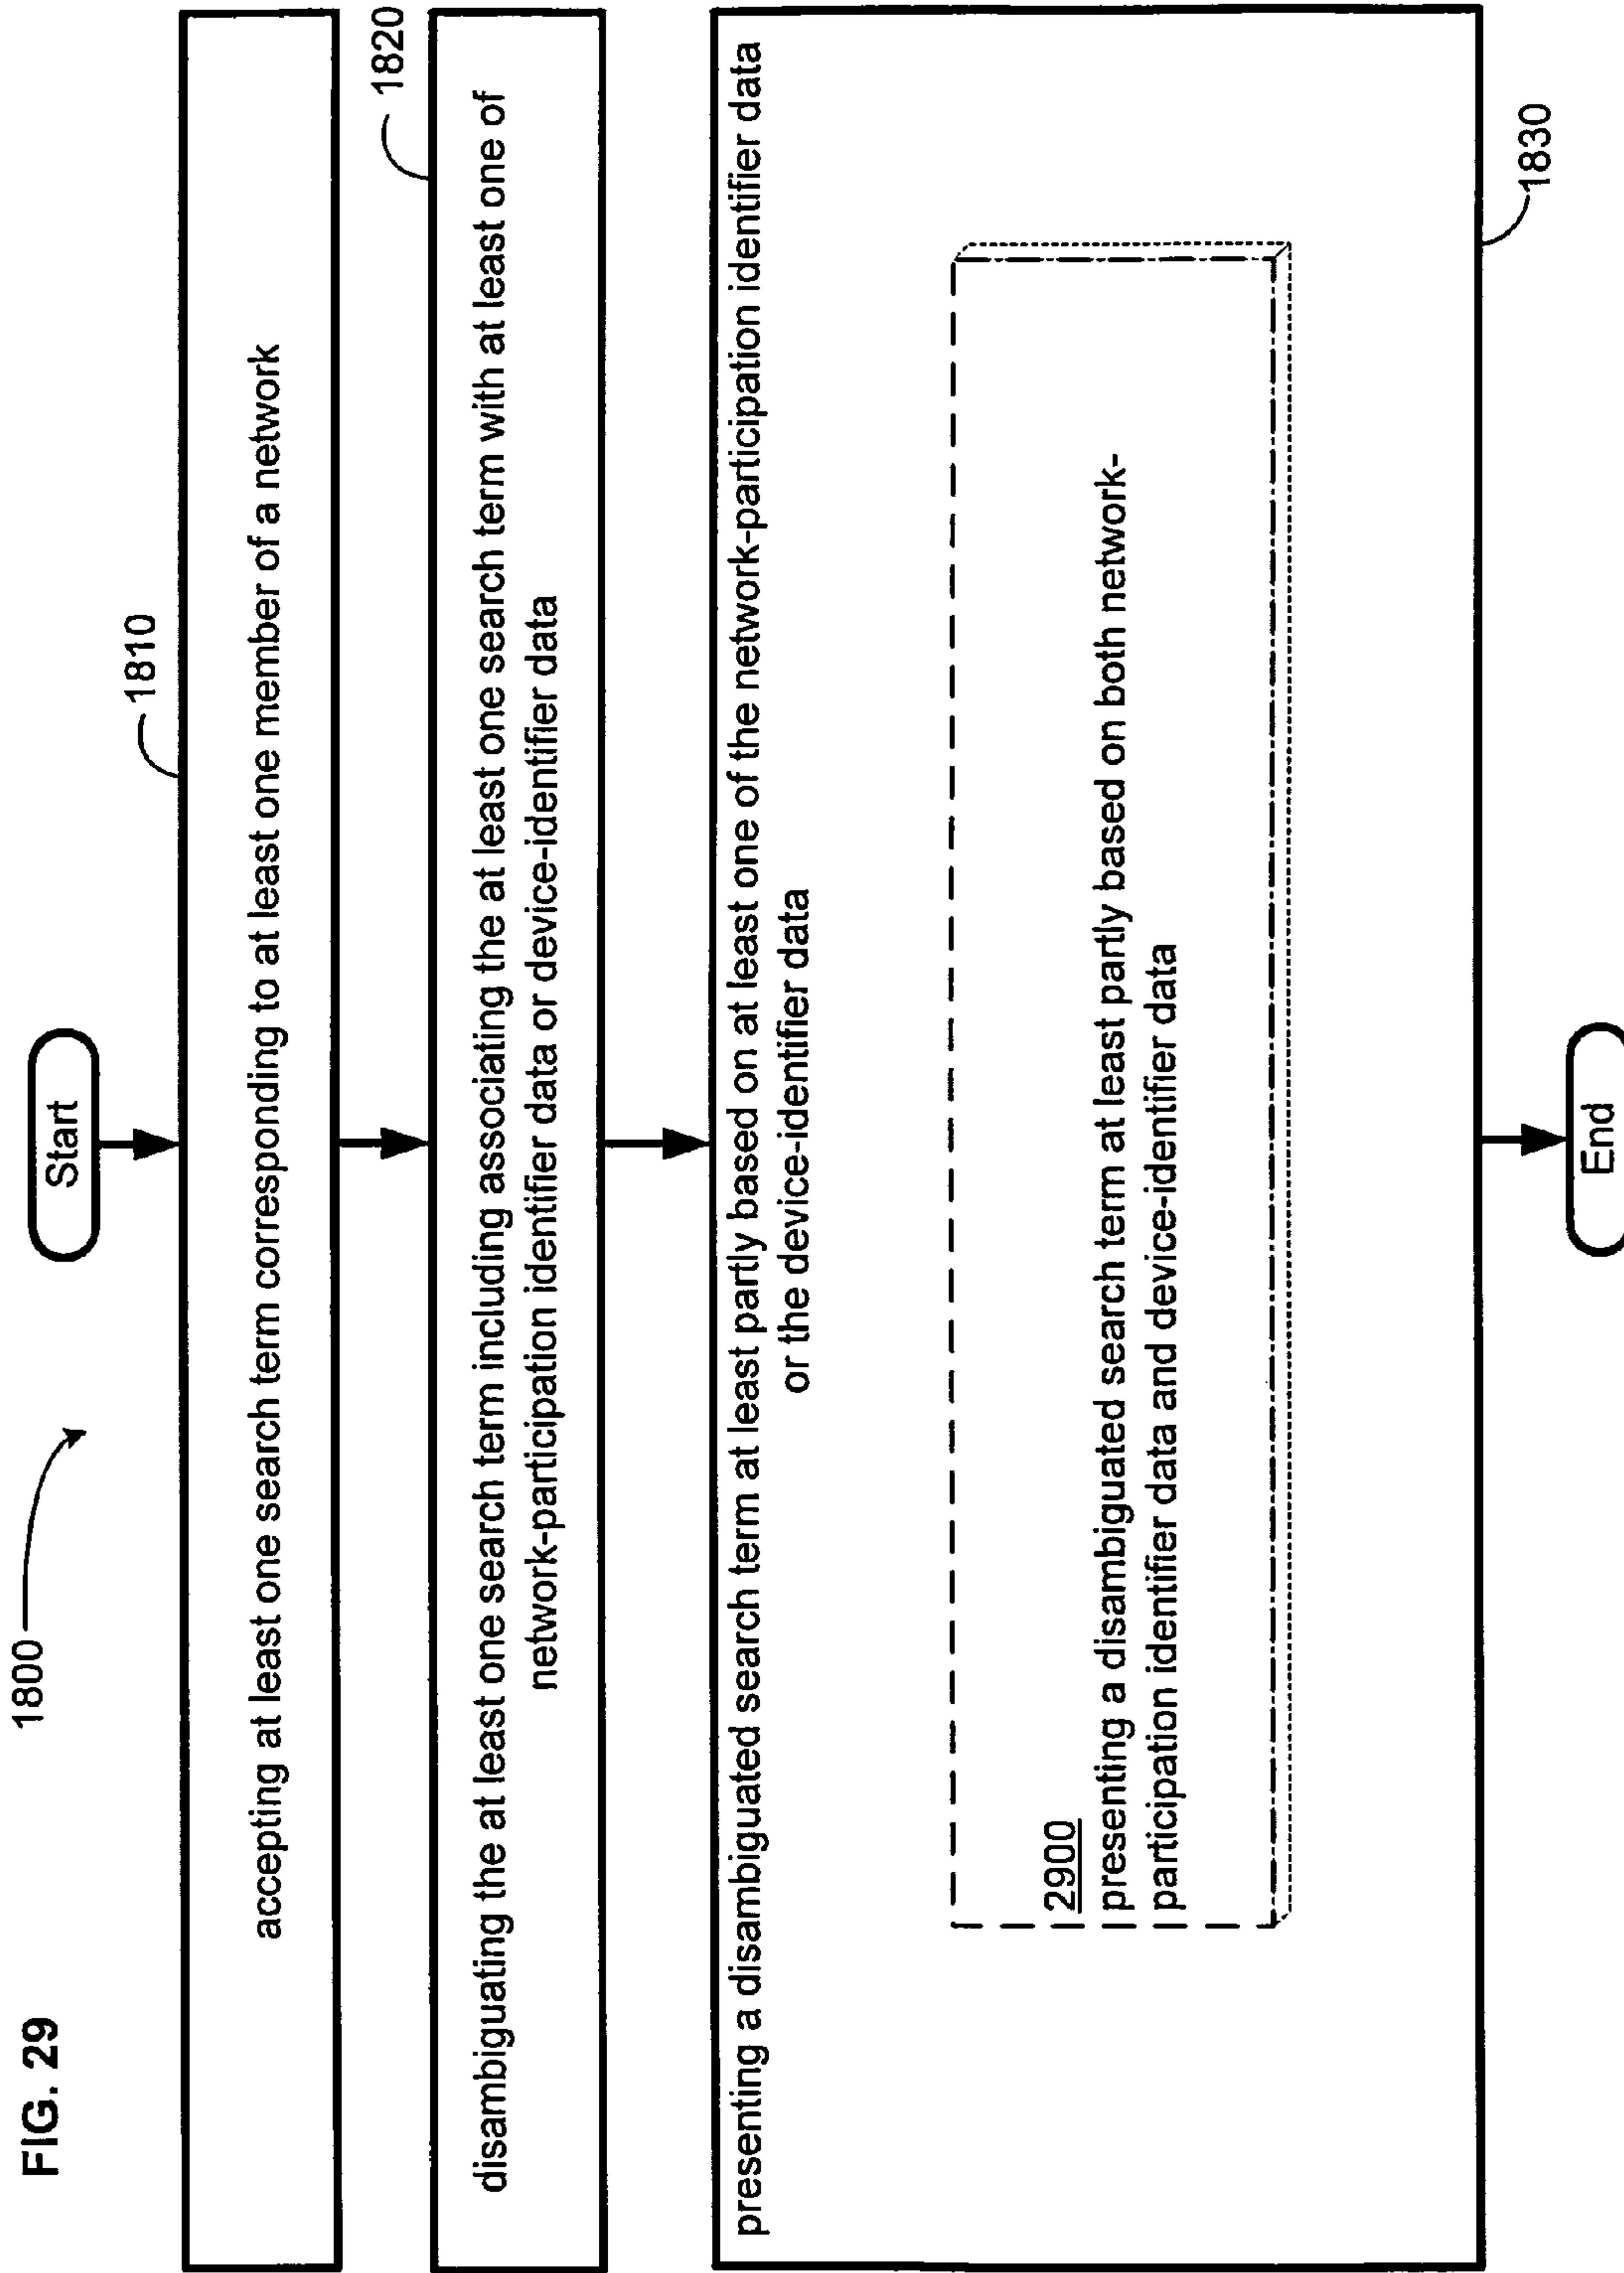 FIG. 29
1800
Start
1810
accepting at least one search term corresponding to at least one member of a network
1820
disambiguating the at least one search term including associating the at least one search term with at least one of
network-participation identifier data or device-identifier data
presenting a disambiguated search term at least partly based on at least one of the network-participation identifier data
or the device-identifier data
2900
presenting a disambiguated search term at least partly based on both network-
participation identifier data and device-identifier data
1830
End